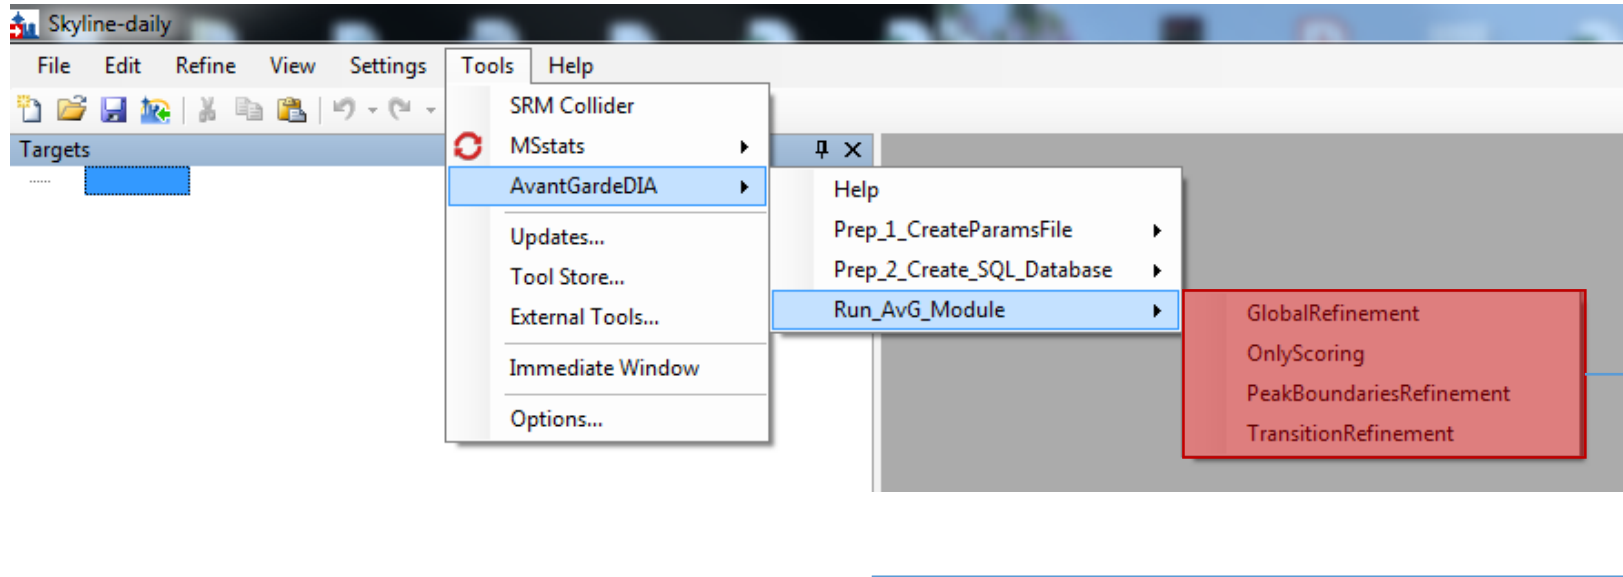 Skyline-daily
File Edit Refine View Settings Tools Help
SRM Collider
Targets
MSstats
AvantGardeDIA
Updates...
Tool Store...
External Tools...
Immediate Window
Options...
Help
Prep_1_CreateParamsFile
Prep_2_Create_SQL_Database
Run_AvG_Module
GlobalRefinement
OnlyScoring
PeakBoundariesRefinement
TransitionRefinement